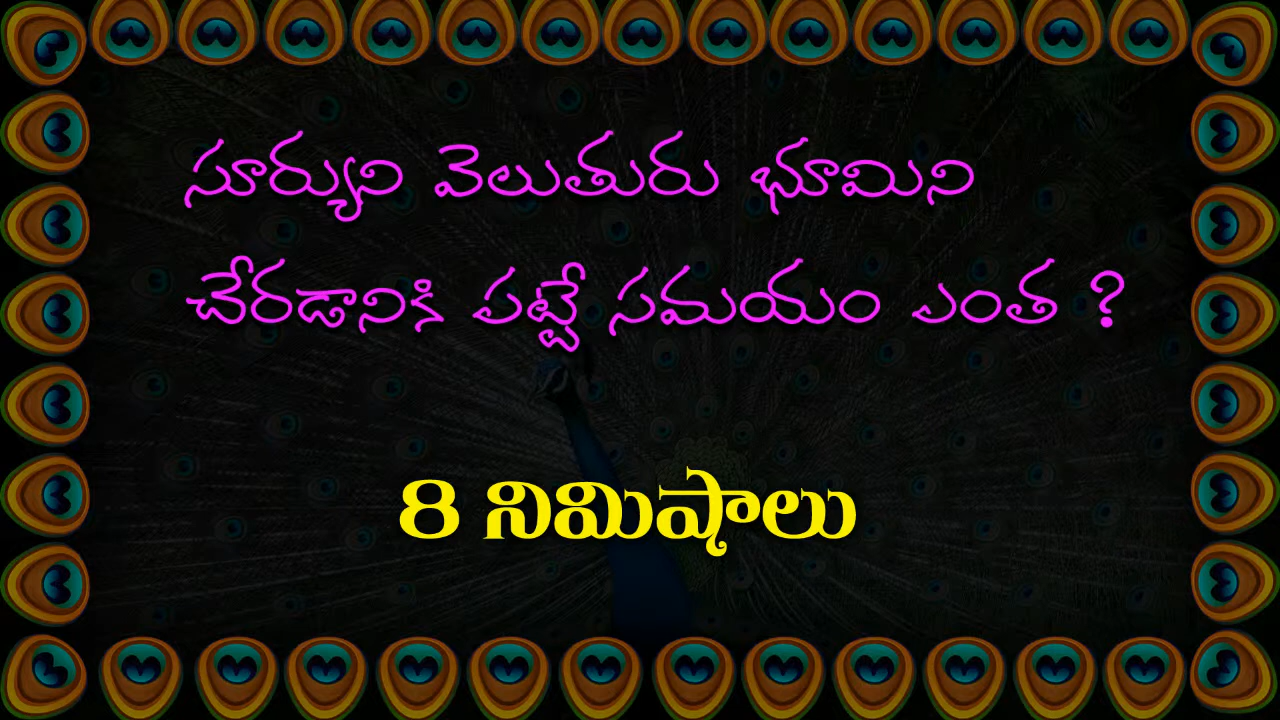 సూర్యుని వెలుతురు భూమిని
చేరడానికి పట్టే సమయం ఎంత ?
8 నిమిషాలు